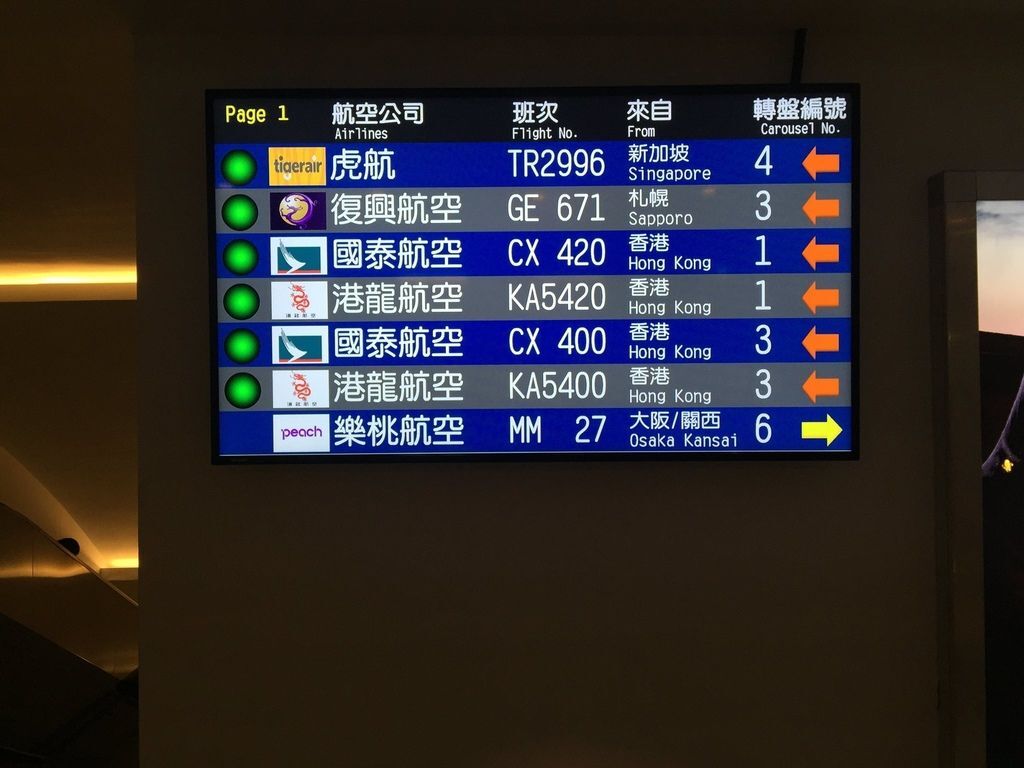 Page 1 航空公司 班次 來自 轉盤編號
Airlines Flight No. From Carousel No.
tigerair 虎航 TR2996 新加坡 Singapore 4
復興航空 GE 671 札幌 Sapporo 3
國泰航空 CX 420 香港 Hong Kong 1
港龍航空 KA5420 香港 Hong Kong 1
國泰航空 CX 400 香港 Hong Kong 3
港龍航空 KA5400 香港 Hong Kong 3
peach 樂桃航空 MM 27 大阪/關西 Osaka Kansai 6